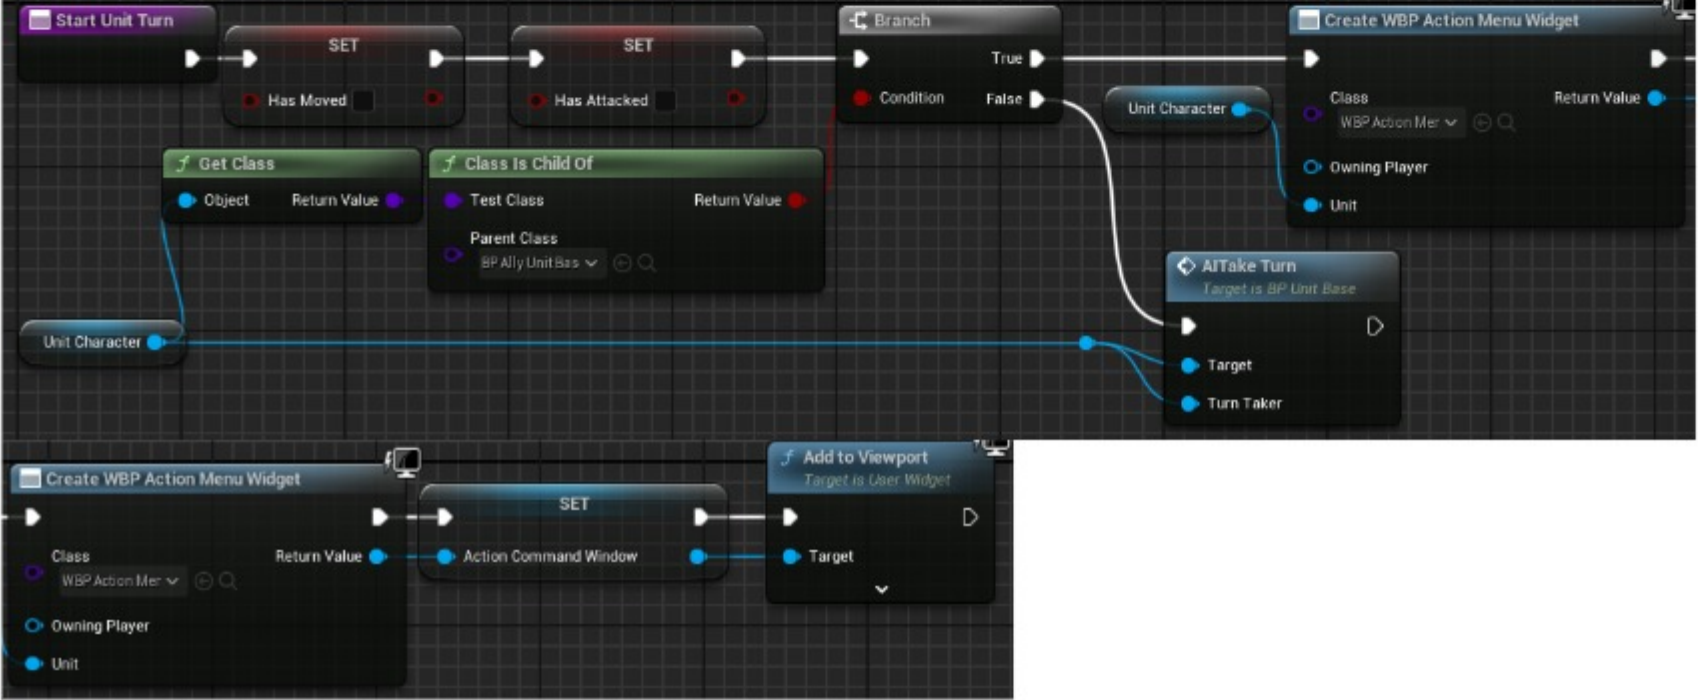 Start Unit Turn
SET
Has Moved
SET
Has Attacked
Branch
True
Condition
False
Create WBP Action Menu Widget
Class
WBP Action Mer
Return Value
Owning Player
Unit
Unit Character
Get Class
Object
Return Value
Class Is Child Of
Test Class
Return Value
Parent Class
BP Ally Unit Bas
Unit Character
AITake Turn
Target is BP Unit Base
Target
Turn Taker
Create WBP Action Menu Widget
Class
WBP Action Mer
Return Value
Owning Player
Unit
SET
Action Command Window
Add to Viewport
Target is User Widget
Target